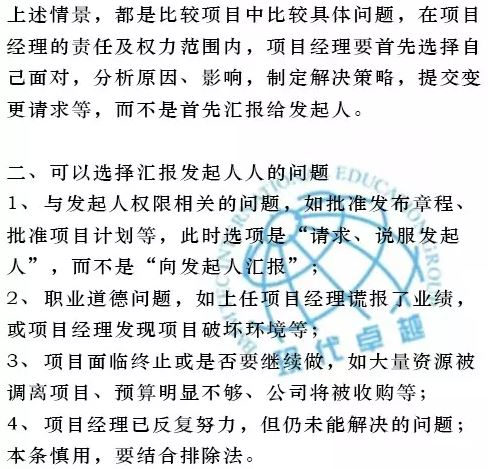 上述情景，都是比较项目中比较具体问题，在项目
经理的责任及权力范围内，项目经理要首先选择自
己面对，分析原因、影响，制定解决策略，提交变
更请求等，而不是首先汇报给发起人。
二、可以选择汇报发起人人的问题
1、与发起人权限相关的问题，如批准发布章程、
批准项目计划等，此时选项是“请求、说服发起
人”，而不是“向发起人汇报”；
2、职业道德问题，如上任项目经理谎报了业绩，
或项目经理发现项目破坏环境等；
3、项目面临终止或是否要继续做，如大量资源被
调离项目、预算明显不够、公司将被收购等；
4、项目经理已反复努力，但仍未能解决的问题；
本条慎用，要结合排除法。
现代卓越